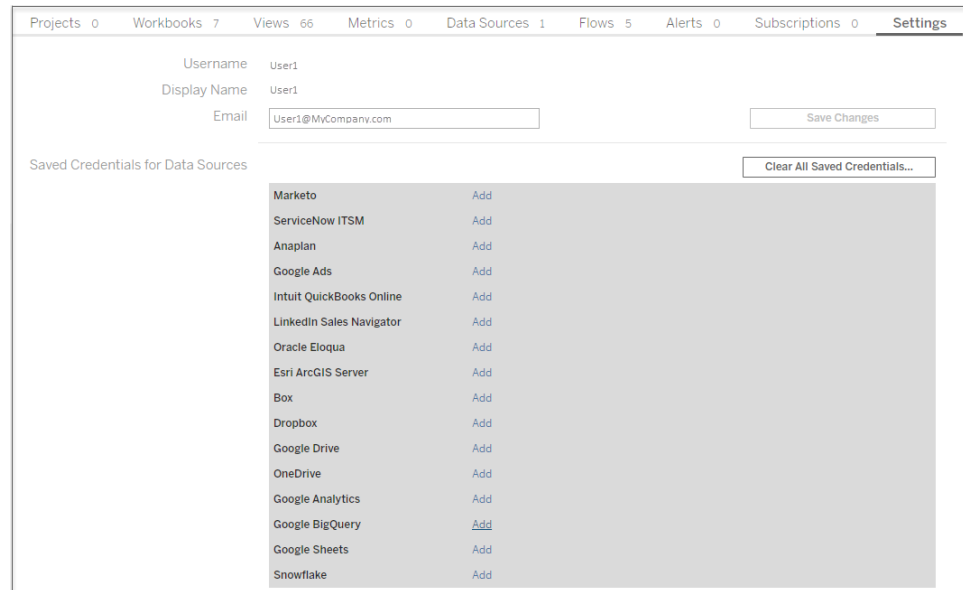 Projects 0 Workbooks 7 Views 66 Metrics 0 Data Sources 1 Flows 5 Alerts 0 Subscriptions 0 Settings
Username User1
Display Name User1
Email User1@MyCompany.com Save Changes
Saved Credentials for Data Sources Clear All Saved Credentials...
Marketo Add
ServiceNow ITSM Add
Anaplan Add
Google Ads Add
Intuit QuickBooks Online Add
LinkedIn Sales Navigator Add
Oracle Eloqua Add
Esri ArcGIS Server Add
Box Add
Dropbox Add
Google Drive Add
OneDrive Add
Google Analytics Add
Google BigQuery Add
Google Sheets Add
Snowflake Add